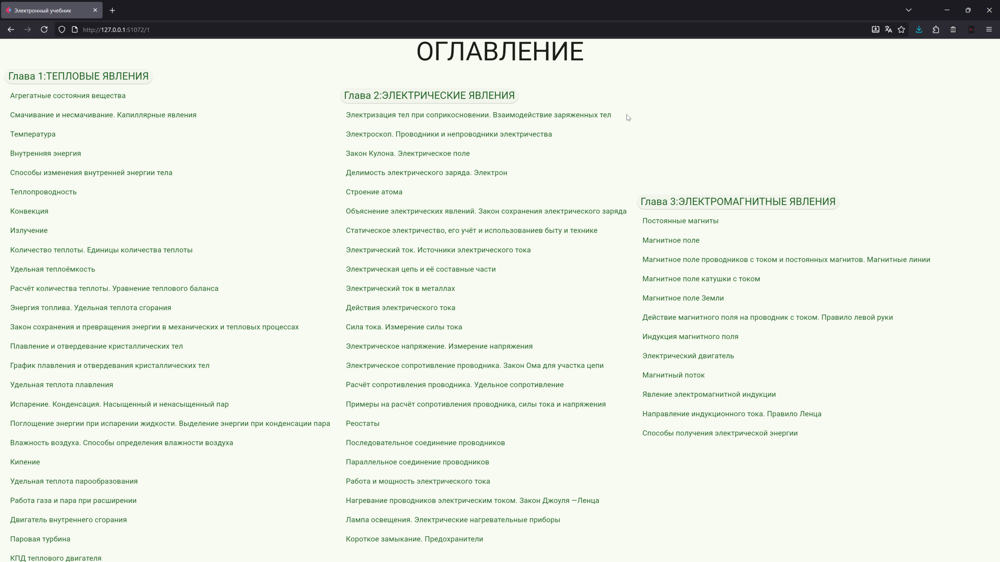 Электронный учебник
http://127.0.0.1:51072/1
ОГЛАВЛЕНИЕ
Глава 1:ТЕПЛОВЫЕ ЯВЛЕНИЯ
Агрегатные состояния вещества
Смачивание и несмачивание. Капиллярные явления
Температура
Внутренняя энергия
Способы изменения внутренней энергии тела
Теплопроводность
Конвекция
Излучение
Количество теплоты. Единицы количества теплоты
Удельная теплоёмкость
Расчёт количества теплоты. Уравнение теплового баланса
Энергия топлива. Удельная теплота сгорания
Закон сохранения и превращения энергии в механических и тепловых процессах
Плавление и отвердевание кристаллических тел
График плавления и отвердевания кристаллических тел
Удельная теплота плавления
Испарение. Конденсация. Насыщенный и ненасыщенный пар
Поглощение энергии при испарении жидкости. Выделение энергии при конденсации пара
Влажность воздуха. Способы определения влажности воздуха
Кипение
Удельная теплота парообразования
Работа газа и пара при расширении
Двигатель внутреннего сгорания
Паровая турбина
КПД теплового двигателя
Глава 2:ЭЛЕКТРИЧЕСКИЕ ЯВЛЕНИЯ
Электризация тел при соприкосновении. Взаимодействие заряженных тел
Электроскоп. Проводники и непроводники электричества
Закон Кулона. Электрическое поле
Делимость электрического заряда. Электрон
Строение атома
Объяснение электрических явлений. Закон сохранения электрического заряда
Статическое электричество, его учёт и использованиев быту и технике
Электрический ток. Источники электрического тока
Электрическая цепь и её составные части
Электрический ток в металлах
Действия электрического тока
Сила тока. Измерение силы тока
Электрическое напряжение. Измерение напряжения
Электрическое сопротивление проводника. Закон Ома для участка цепи
Расчёт сопротивления проводника. Удельное сопротивление
Примеры на расчёт сопротивления проводника, силы тока и напряжения
Реостаты
Последовательное соединение проводников
Параллельное соединение проводников
Работа и мощность электрического тока
Нагревание проводников электрическим током. Закон Джоуля —Ленца
Лампа освещения. Электрические нагревательные приборы
Короткое замыкание. Предохранители
Глава 3:ЭЛЕКТРОМАГНИТНЫЕ ЯВЛЕНИЯ
Постоянные магниты
Магнитное поле
Магнитное поле проводников с током и постоянных магнитов. Магнитные линии
Магнитное поле катушки с током
Магнитное поле Земли
Действие магнитного поля на проводник с током. Правило левой руки
Индукция магнитного поля
Электрический двигатель
Магнитный поток
Явление электромагнитной индукции
Направление индукционного тока. Правило Ленца
Способы получения электрической энергии